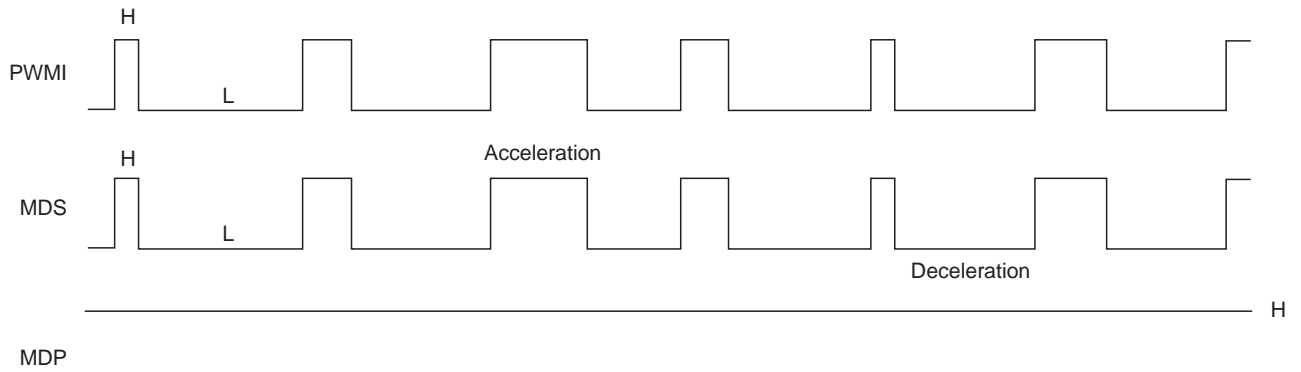 H
PWMI
L
Acceleration
H
MDS
L
Deceleration
H
MDP